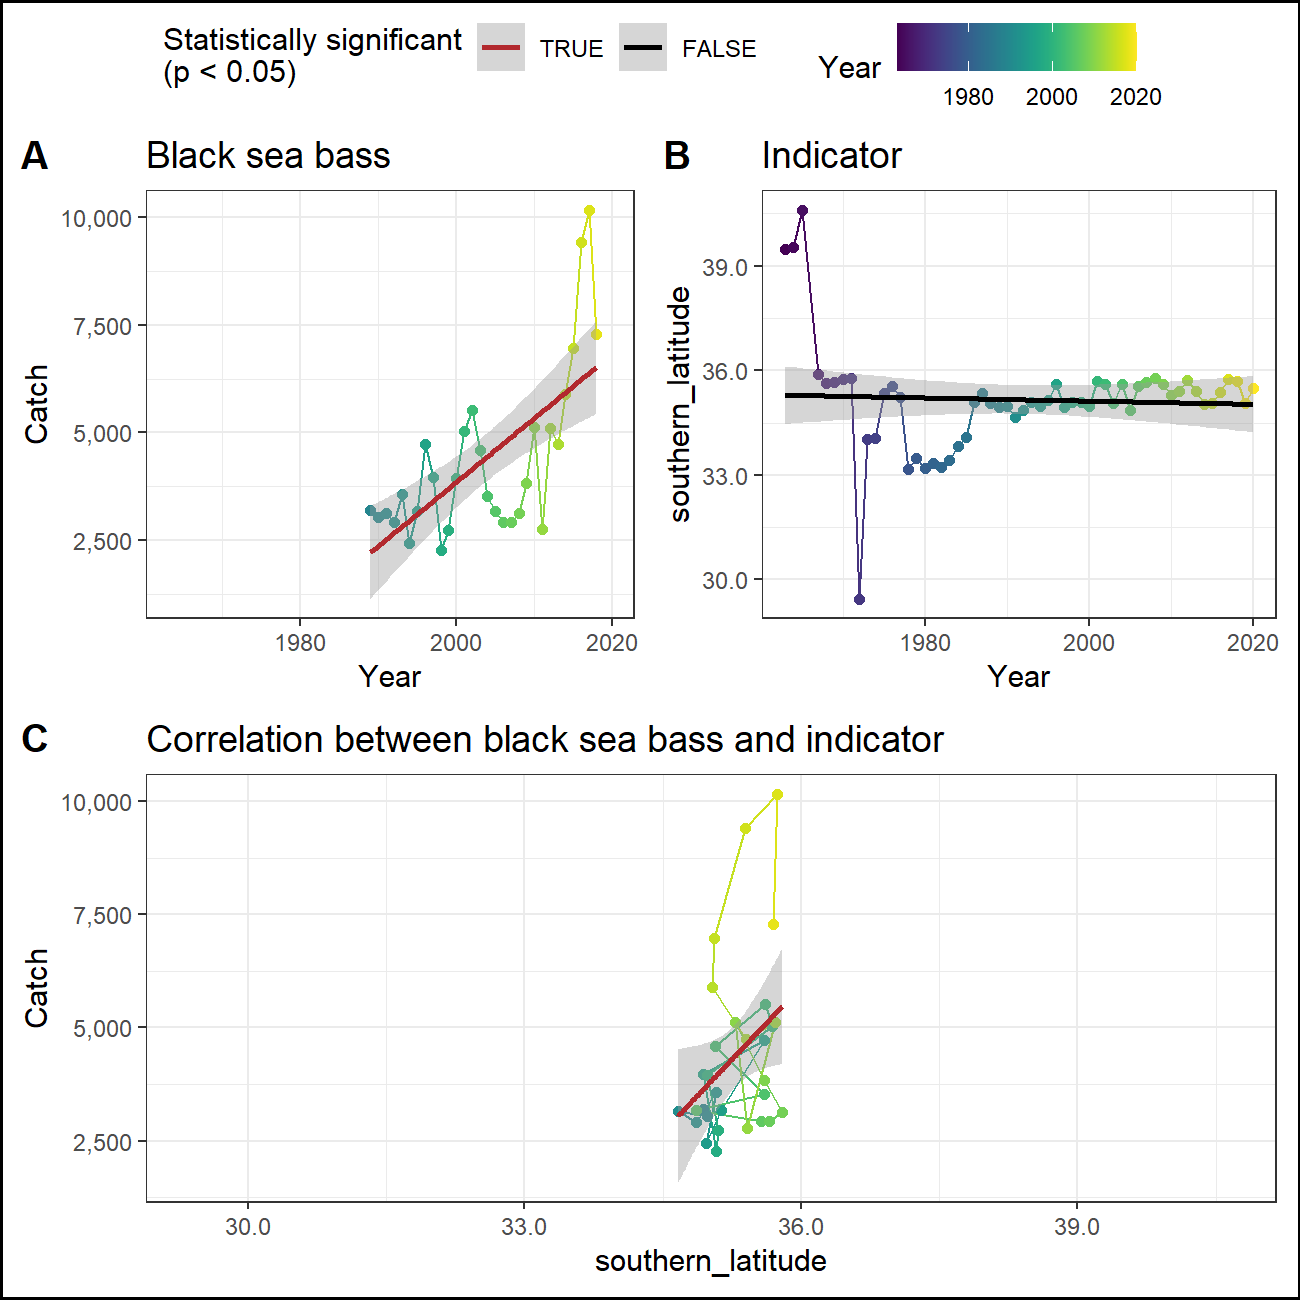 Statistically significant
(p < 0.05)
TRUE
FALSE
Year
1980
2000
2020
A
Black sea bass
10,000
7,500
5,000
2,500
Catch
1980
2000
2020
Year
B
Indicator
39.0
36.0
33.0
30.0
southern_latitude
1980
2000
2020
Year
C
Correlation between black sea bass and indicator
10,000
7,500
5,000
2,500
Catch
30.0
33.0
36.0
39.0
southern_latitude